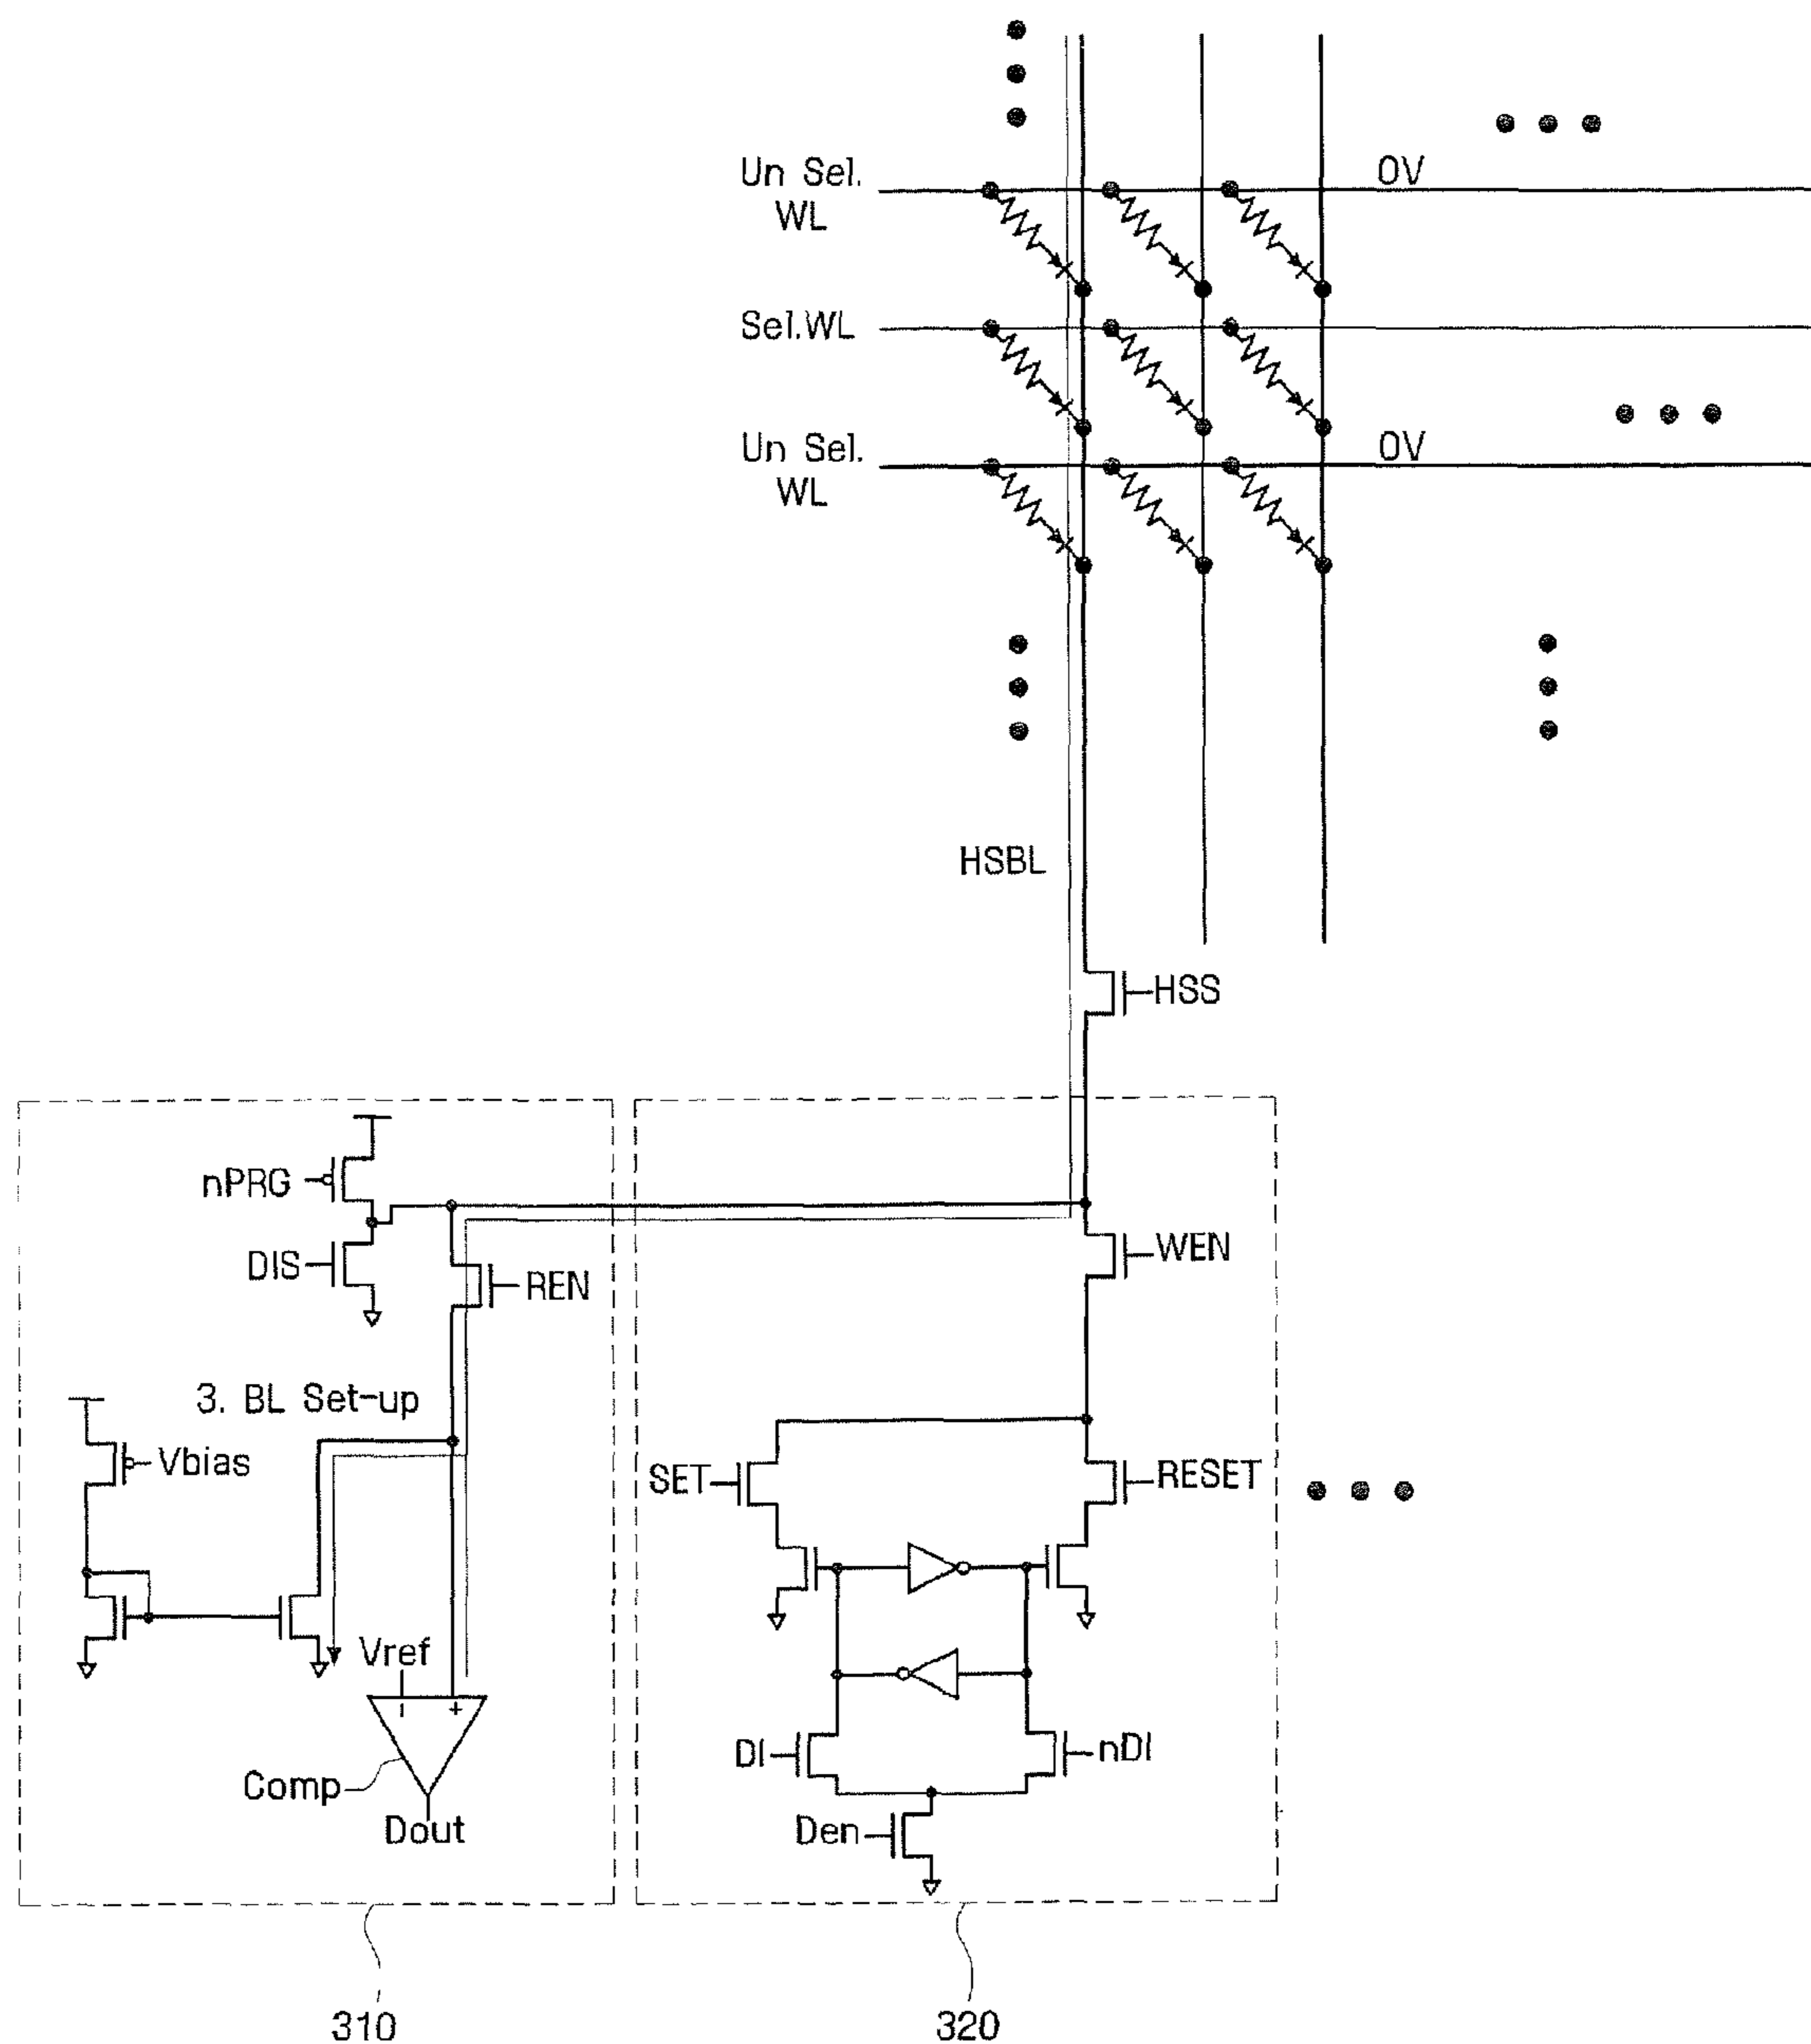 Un Sel.
WL
0V
Sel.WL
Un Sel.
WL
0V
HSBL
HSS
nPRG
DIS
REN
WEN
3. BL Set-up
Vbias
SET
RESET
Vref
-
+
Comp
Dout
DI
nDI
Den
310
320